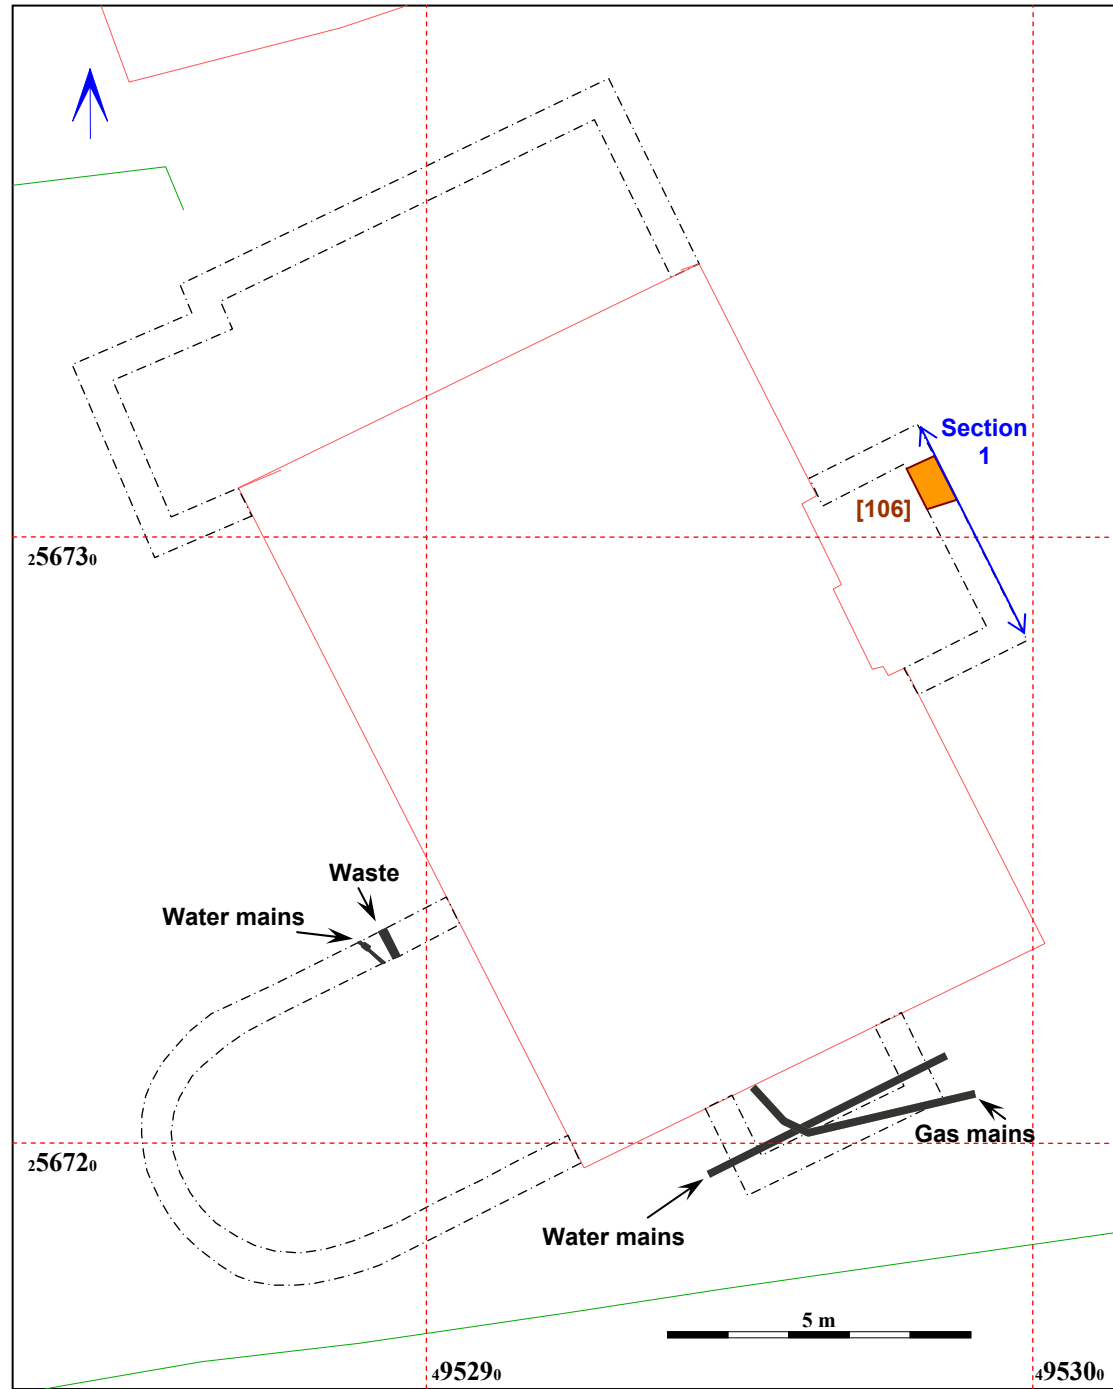 Section
1
[106]
256730
Waste
Water mains
Gas mains
256720
Water mains
5 m
495290
495300